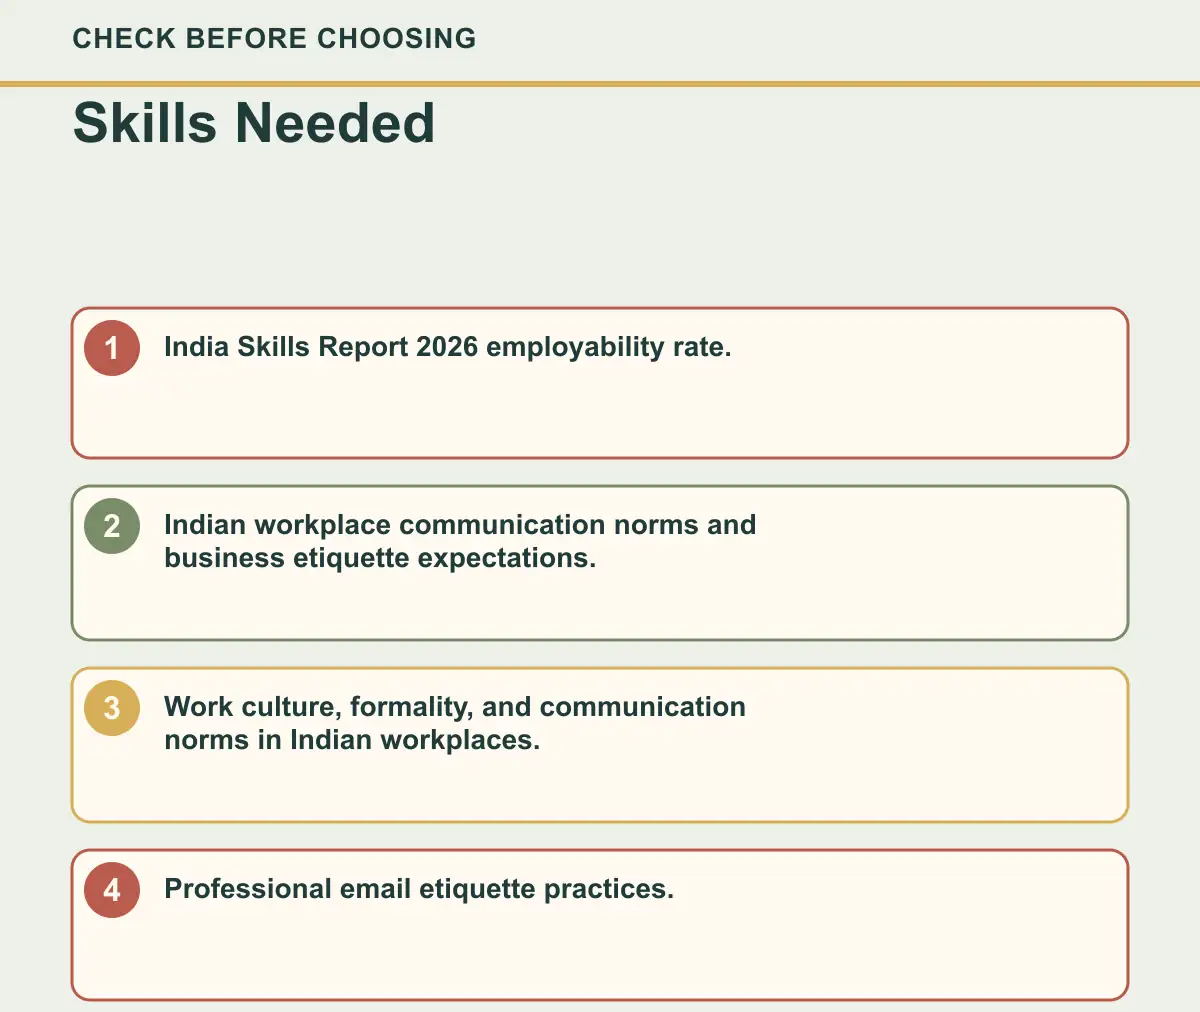 CHECK BEFORE CHOOSING
Skills Needed
1
India Skills Report 2026 employability rate.
2
Indian workplace communication norms and
business etiquette expectations.
3
Work culture, formality, and communication
norms in Indian workplaces.
4
Professional email etiquette practices.